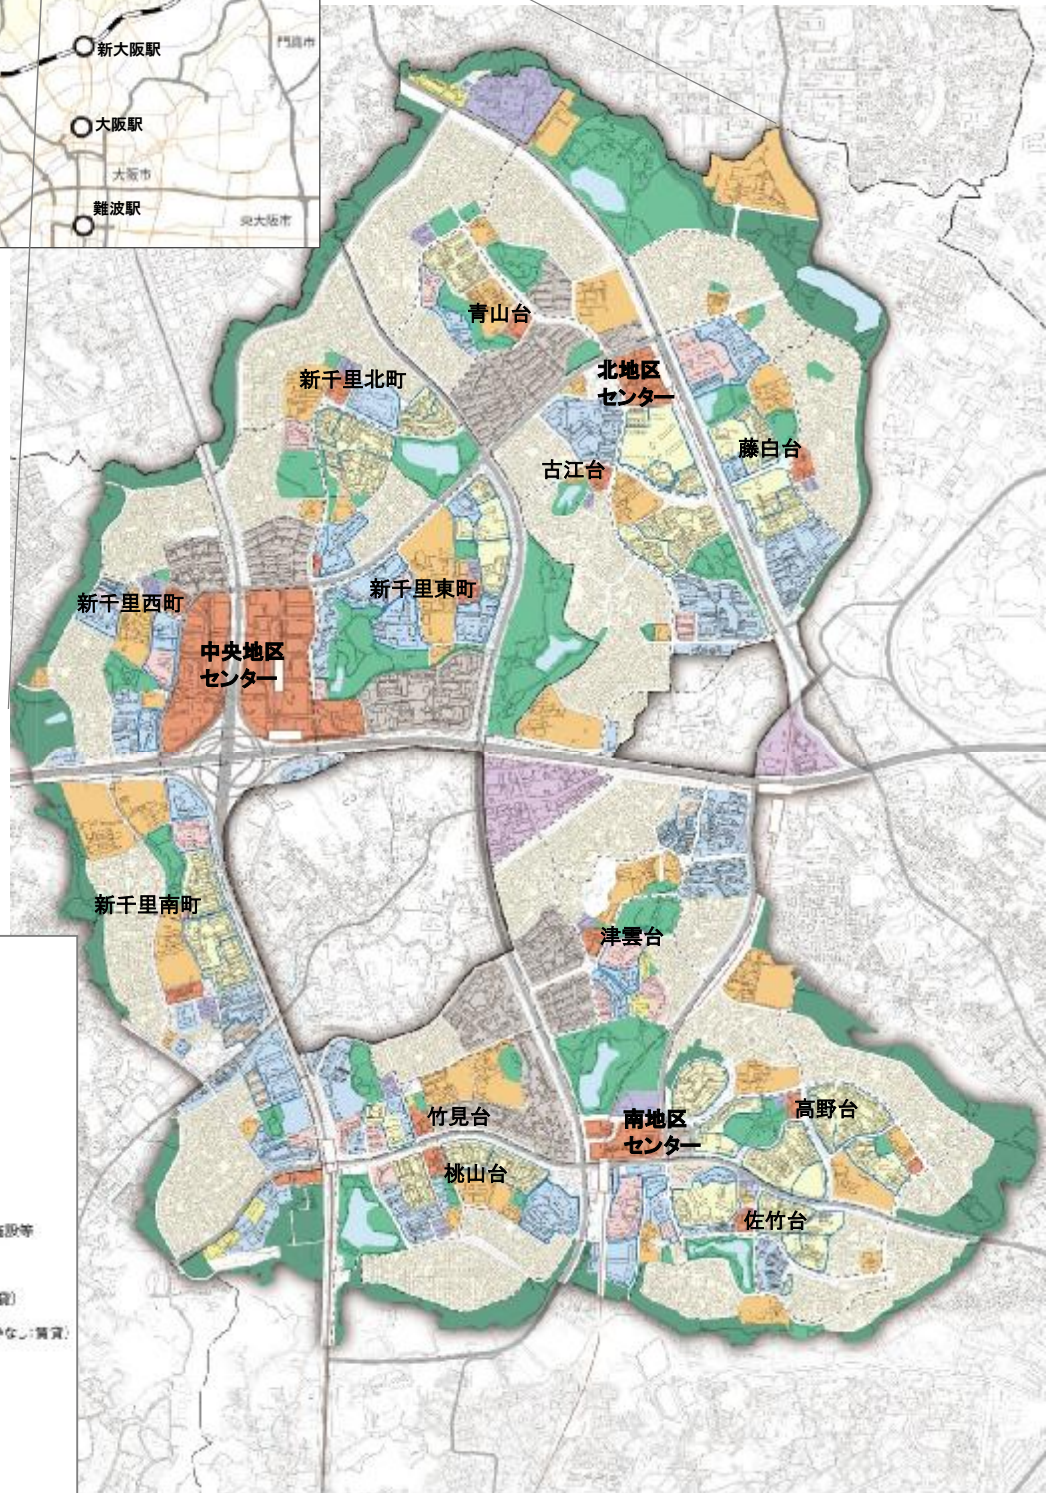 新大阪駅
門真市
大阪駅
大阪市
難波駅
東大阪市
青山台
新千里北町
北地区
センター
藤白台
古江台
新千里東町
新千里西町
中央地区
センター
新千里南町
津雲台
竹見台
南地区
センター
高野台
桃山台
佐竹台
設等